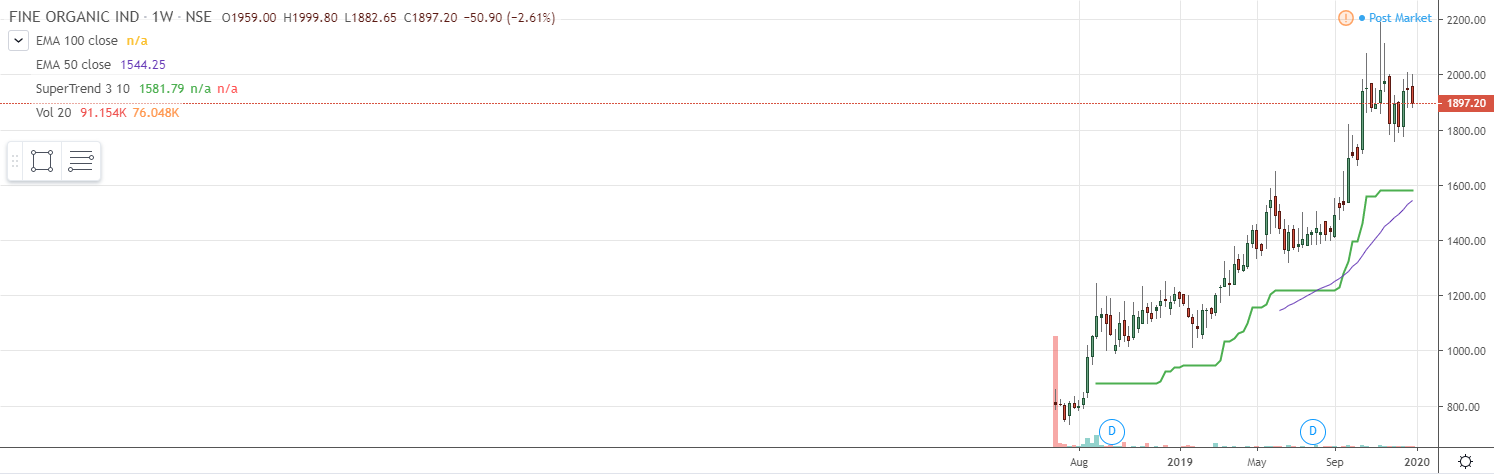 FINE ORGANIC IND · 1W · NSE O1959.00 H1999.80 L1882.65 C1897.20 −50.90 (−2.61%)
! Post Market
EMA 100 close n/a
EMA 50 close 1544.25
SuperTrend 3 10 1581.79 n/a n/a
Vol 20 91.154K 76.048K
2200.00
2000.00
1897.20
1800.00
1600.00
1400.00
1200.00
1000.00
800.00
D D
Aug 2019 May Sep 2020